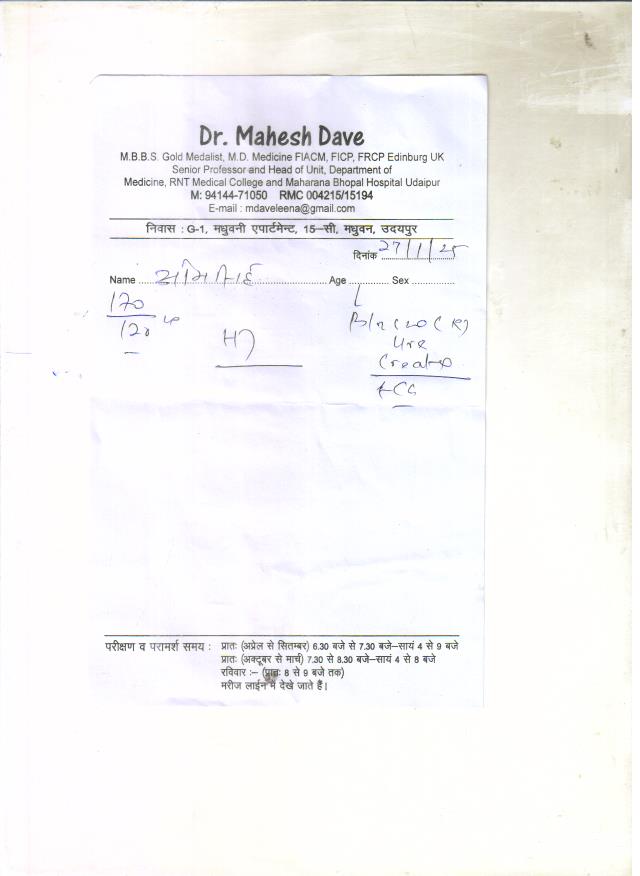 Dr. Mahesh Dave
M.B.B.S. Gold Medalist, M.D. Medicine FIACM, FICP, FRCP Edinburg UK
Senior Professor and Head of Unit, Department of
Medicine, RNT Medical College and Maharana Bhopal Hospital Udaipur
M: 94144-71050 RMC 004215/15194
E-mail : mdaveleena@gmail.com
निवास : G-1, मधुवनी एपार्टमेन्ट, 15–सी, मधुवन, उदयपुर
दिनांक 27/1/25
Name Age Sex
170
120
Ure
परीक्षण व परामर्श समय : प्रातः (अप्रेल से सितम्बर) 6.30 बजे से 7.30 बजे–सायं 4 से 9 बजे
प्रातः (अक्टूबर से मार्च) 7.30 से 8.30 बजे–सायं 4 से 8 बजे
रविवार :– (प्रातः 8 से 9 बजे तक)
मरीज लाईन में देखे जाते हैं।